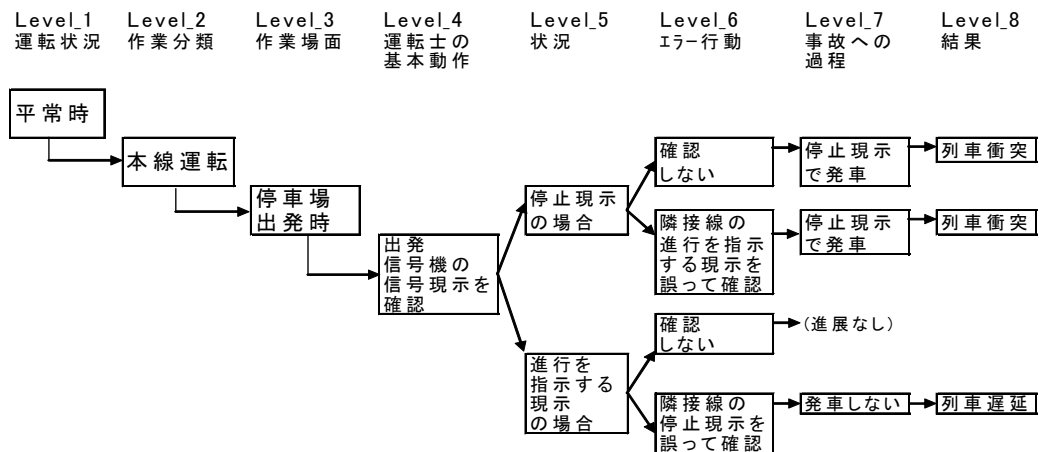 Level_1
運転状況
Level_2
作業分類
Level_3
作業場面
Level_4
運転士の
基本動作
Level_5
状況
Level_6
エラー行動
Level_7
事故への
過程
Level_8
結果
平常時
本線運転
停車場
出発時
出発
信号機の
信号現示を
確認
停止現示
の場合
確認
しない
停止現示
で発車
列車衝突
隣接線の
進行を指示
する現示を
誤って確認
停止現示
で発車
列車衝突
進行を
指示する
現示
の場合
確認
しない
(進展なし)
隣接線の
停止現示を
誤って確認
発車しない
列車遅延